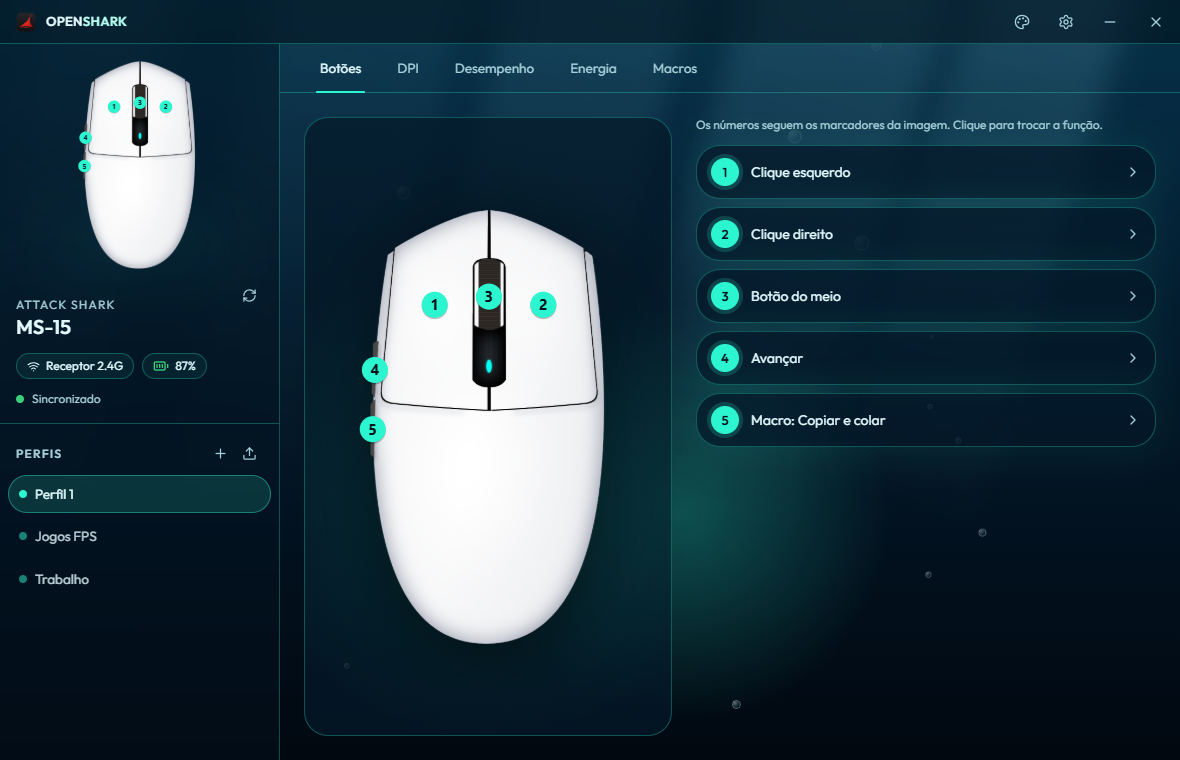 OPENSHARK
1
3
2
4
5
ATTACK SHARK
MS-15
Receptor 2.4G
87%
Sincronizado
PERFIS
Perfil 1
Jogos FPS
Trabalho
Botões
DPI
Desempenho
Energia
Macros
1
3
2
4
5
Os números seguem os marcadores da imagem. Clique para trocar a função.
1 Clique esquerdo
2 Clique direito
3 Botão do meio
4 Avançar
5 Macro: Copiar e colar